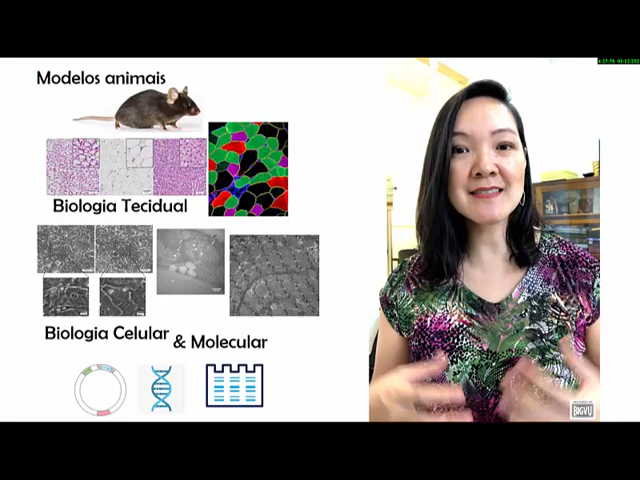 Modelos animais
Biologia Tecidual
Biologia Celular & Molecular
BIGVU